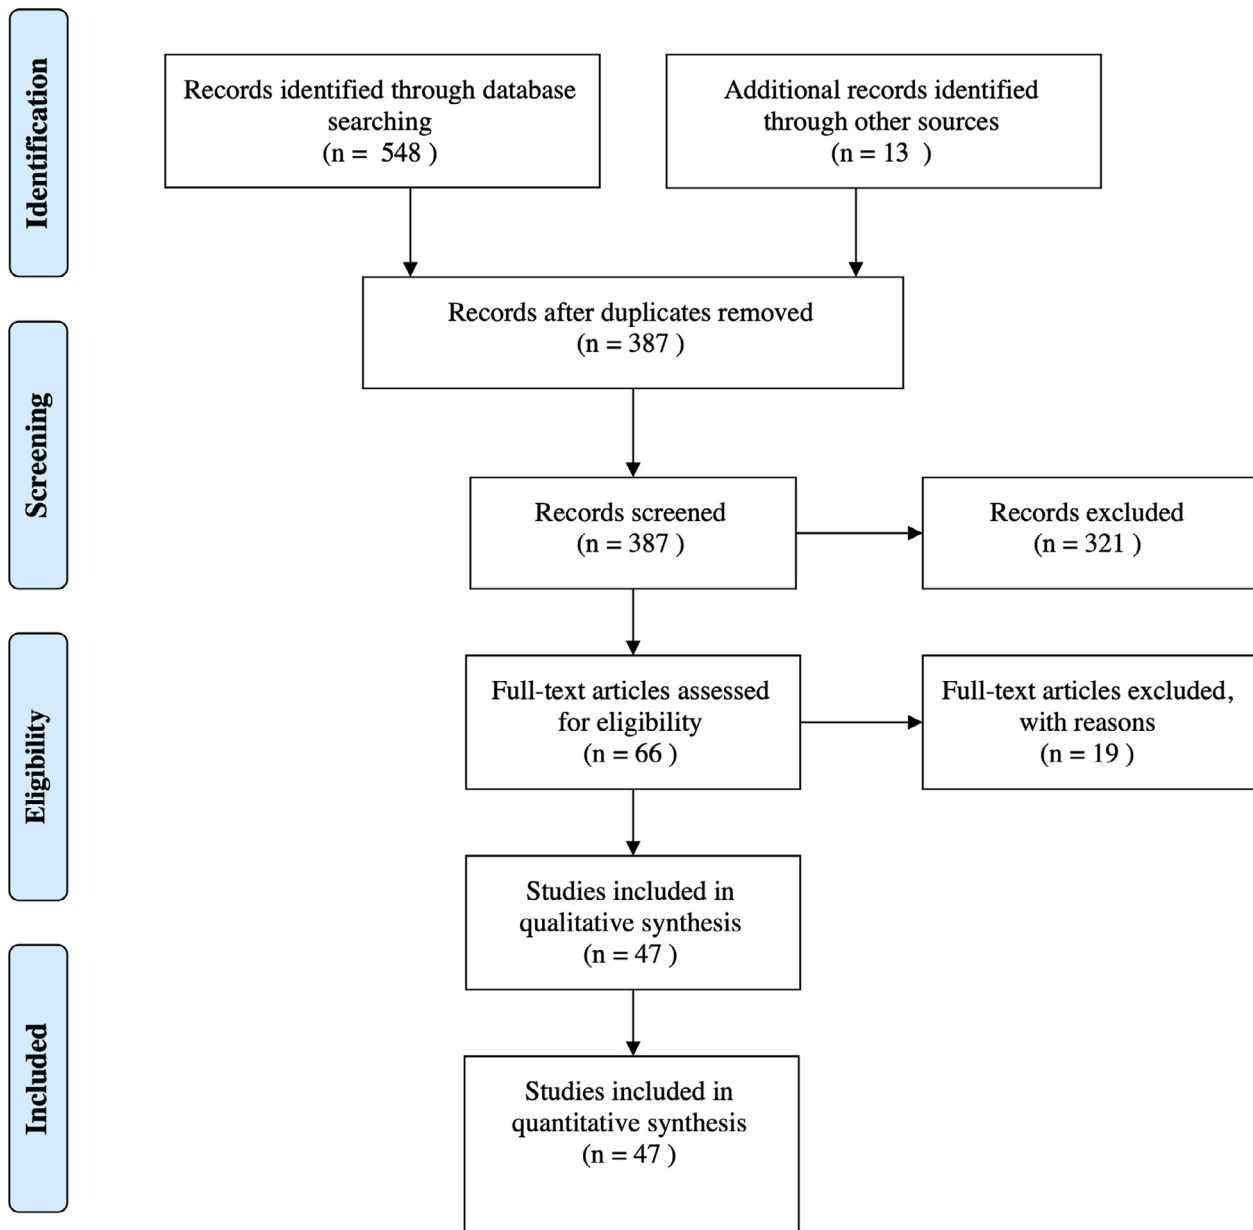 Identification
Records identified through database
searching
(n =  548 )
Additional records identified
through other sources
(n = 13  )
Records after duplicates removed
(n = 387 )
Screening
Records screened
(n = 387 )
Records excluded
(n = 321 )
Eligibility
Full-text articles assessed
for eligibility
(n = 66 )
Full-text articles excluded,
with reasons
(n = 19 )
Studies included in
qualitative synthesis
(n = 47 )
Included
Studies included in
quantitative synthesis
(n = 47 )